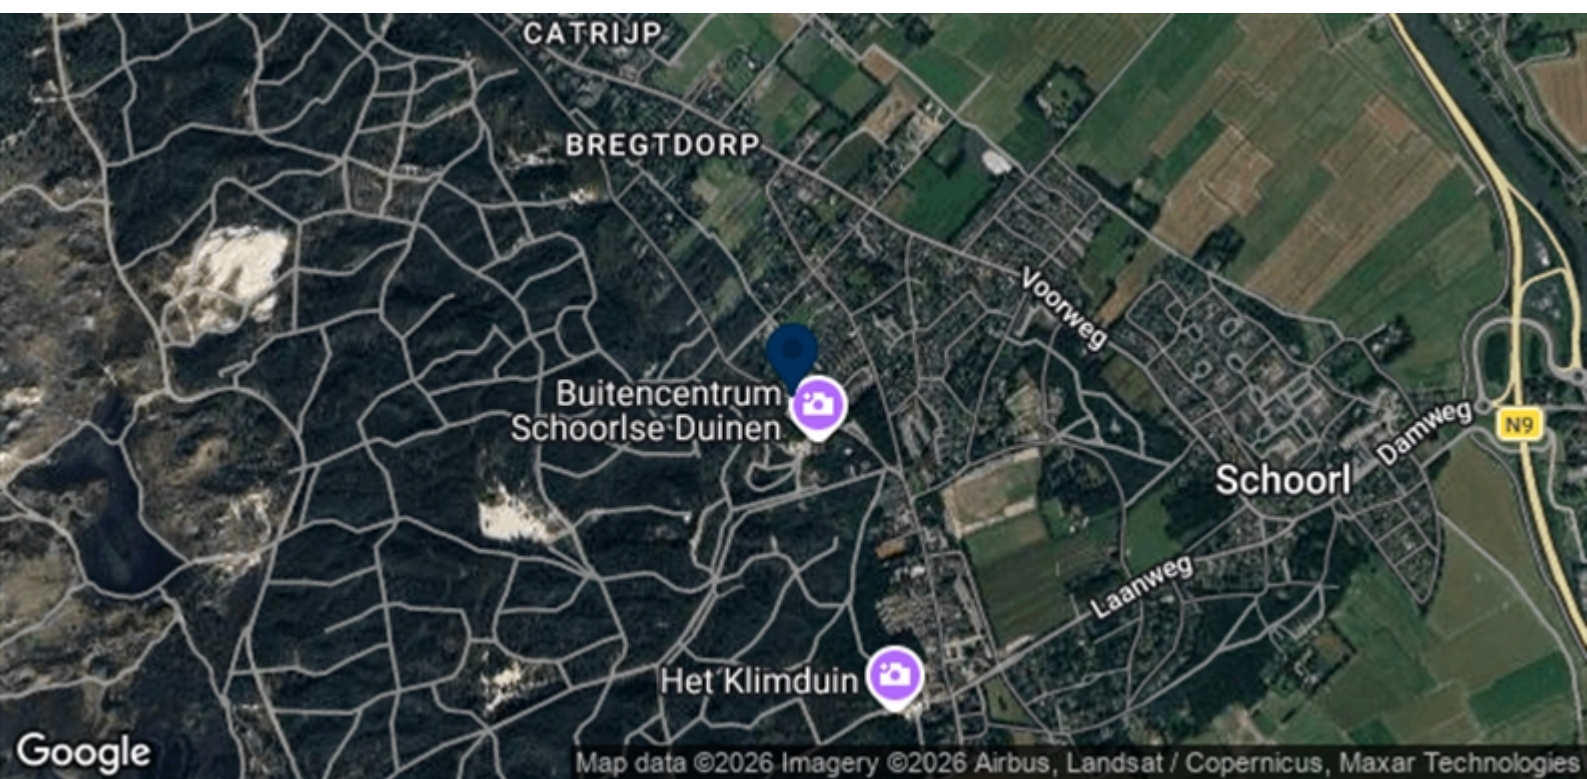 CATRIJP
BREGTDORP
Voorweg
Buitencentrum
Schoorlse Duinen
Damweg
N9
Schoorl
Laanweg
Het Klimduin
Google
Map data ©2026 Imagery ©2026 Airbus, Landsat / Copernicus, Maxar Technologies